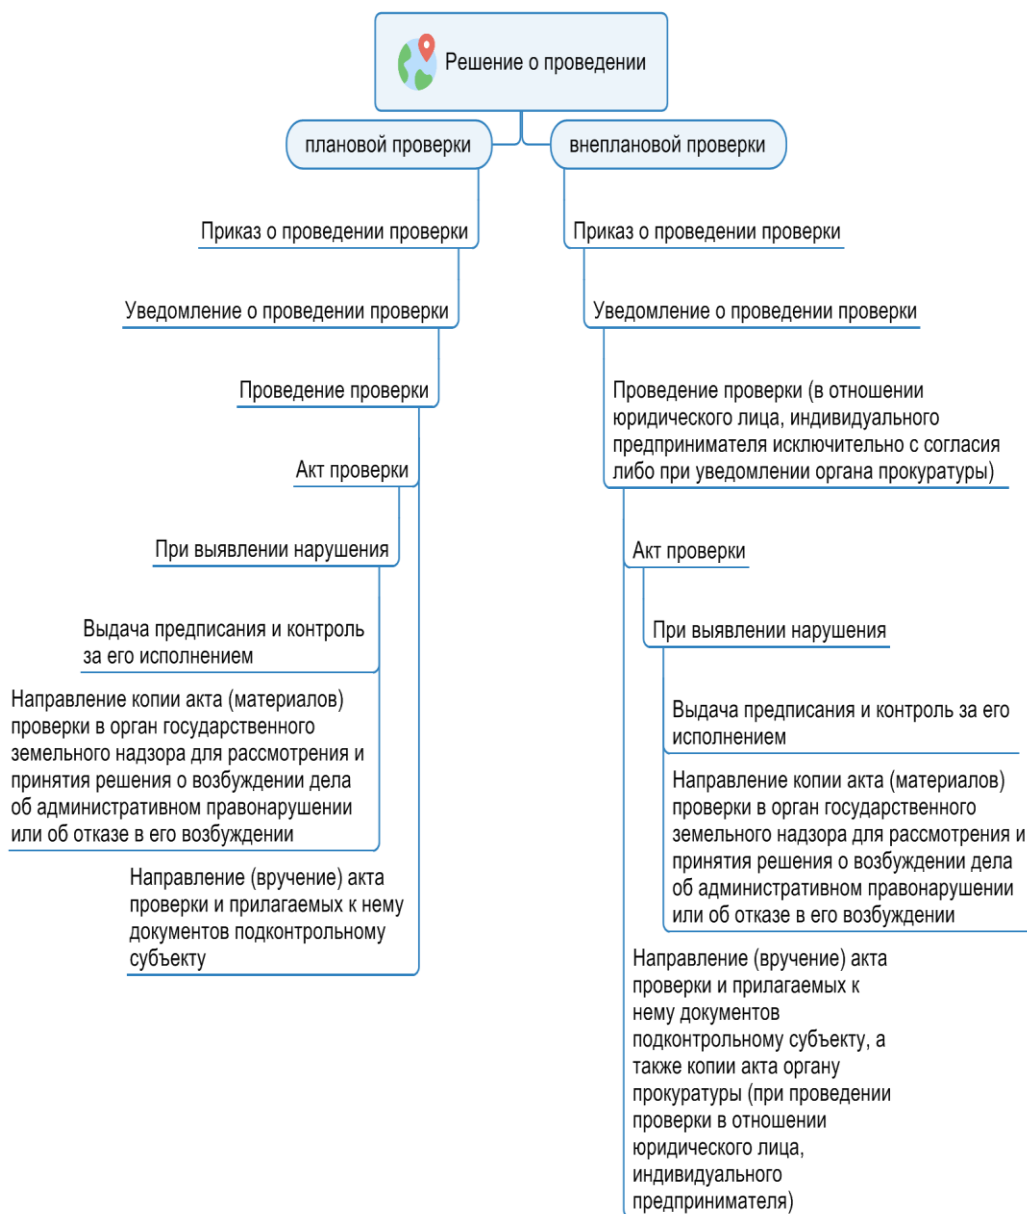 Решение о проведении
плановой проверки
Приказ о проведении проверки
Уведомление о проведении проверки
Проведение проверки
Акт проверки
При выявлении нарушения
Выдача предписания и контроль
за его исполнением
Направление копии акта (материалов)
проверки в орган государственного
земельного надзора для рассмотрения и
принятия решения о возбуждении дела
об административном правонарушении
или об отказе в его возбуждении
Направление (вручение) акта
проверки и прилагаемых к нему
документов подконтрольному
субъекту
внеплановой проверки
Приказ о проведении проверки
Уведомление о проведении проверки
Проведение проверки (в отношении
юридического лица, индивидуального
предпринимателя исключительно с согласия
либо при уведомлении органа прокуратуры)
Акт проверки
При выявлении нарушения
Выдача предписания и контроль за его
исполнением
Направление копии акта (материалов)
проверки в орган государственного
земельного надзора для рассмотрения и
принятия решения о возбуждении дела
об административном правонарушении
или об отказе в его возбуждении
Направление (вручение) акта
проверки и прилагаемых к
нему документов
подконтрольному субъекту, а
также копии акта органу
прокуратуры (при проведении
проверки в отношении
юридического лица,
индивидуального
предпринимателя)